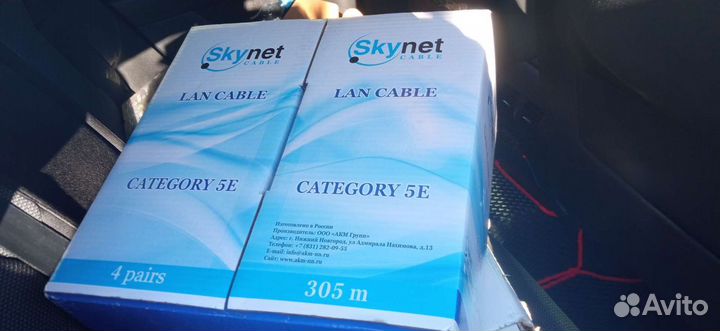 Skynet
CABLE
LAN CABLE
CATEGORY 5E
4 pairs
Skynet
CABLE
LAN CABLE
CATEGORY 5E
Изготовлено в России
Производитель: ООО «АКМ Групп»
Адрес: г. Нижний Новгород, ул Адмирала Нахимова, д.13
Телефон: +7 (831) 282-09-55
E-mail: info@akm-nn.ru
Сайт: www.akm-nn.ru
305 m
Avito